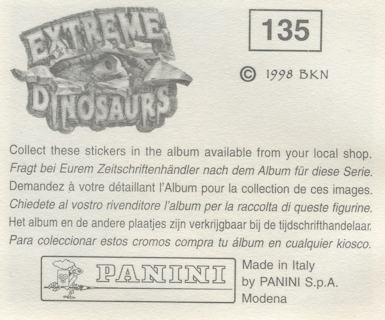 EXTREME
DINOSAURS
135
© 1998 BKN
Collect these stickers in the album available from your local shop.
Fragt bei Eurem Zeitschriftenhändler nach dem Album für diese Serie.
Demandez à votre détaillant l'Album pour la collection de ces images.
Chiedete al vostro rivenditore l'album per la raccolta di queste figurine.
Het album en de andere plaatjes zijn verkrijgbaar bij de tijdschrifthandelaar.
Para coleccionar estos cromos compra tu álbum en cualquier kiosco.
PANINI
Made in Italy
by PANINI S.p.A.
Modena